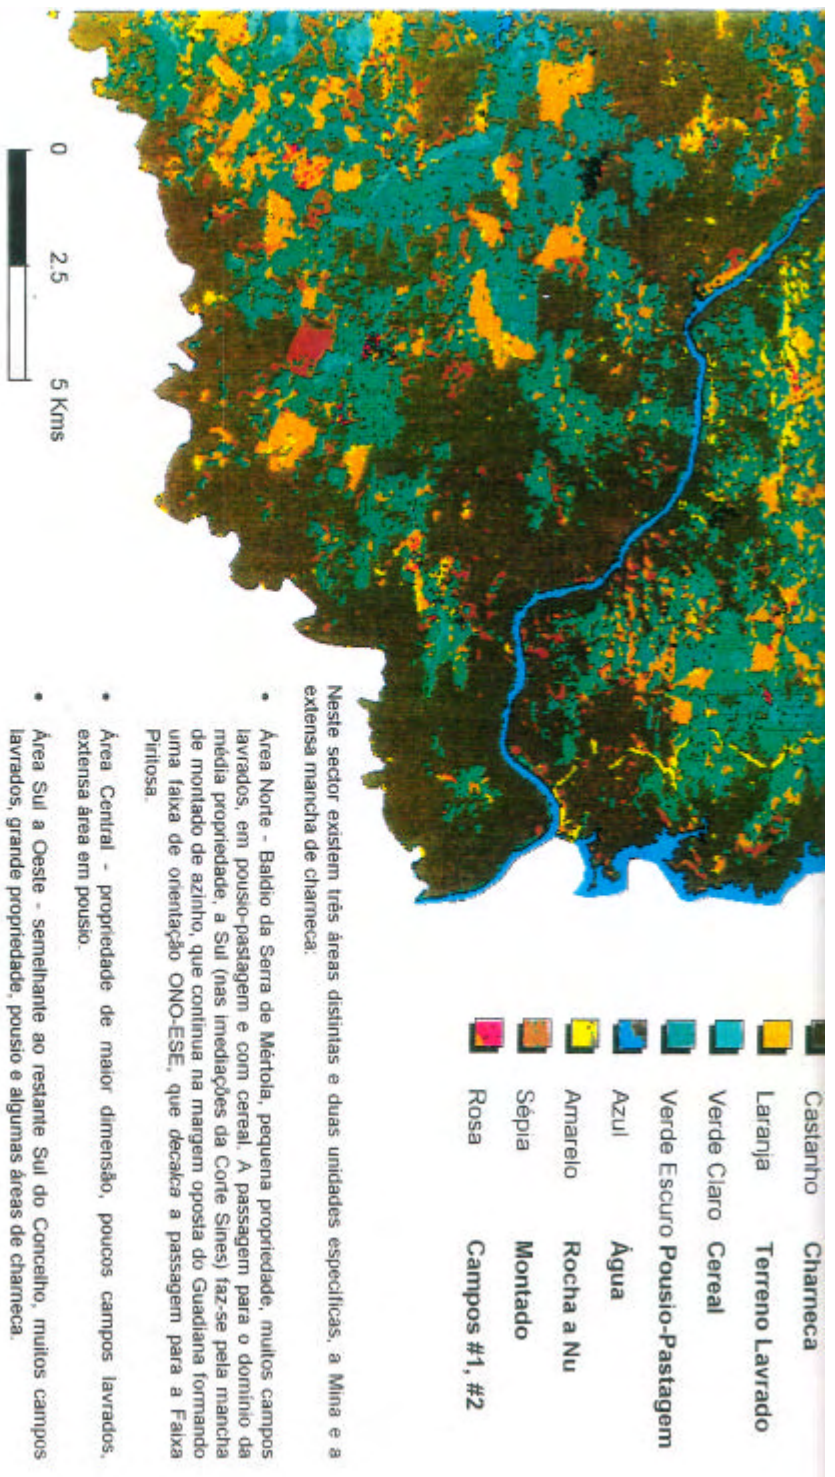 Castanho Charneca
Laranja Terreno Lavrado
Verde Claro Cereal
Verde Escuro Pousio-Pastagem
Azul Água
Amarelo Rocha a Nu
Sépia Montado
Rosa Campos #1, #2
0 2.5 5 Kms
Neste sector existem três áreas distintas e duas unidades específicas, a Mina e a
extensa mancha de charneca:
• Área Norte - Baldio da Serra de Mértola, pequena propriedade, muitos campos
lavrados, em pousio-pastagem e com cereal. A passagem para o domínio da
média propriedade, a Sul (nas imediações da Corte Sines) faz-se pela mancha
de montado de azinho, que continua na margem oposta do Guadiana formando
uma faixa de orientação ONO-ESE, que decalca a passagem para a Faixa
Piritosa.
• Área Central - propriedade de maior dimensão, poucos campos lavrados,
extensa área em pousio.
• Área Sul a Oeste - semelhante ao restante Sul do Concelho, muitos campos
lavrados, grande propriedade, pousio e algumas áreas de charneca.